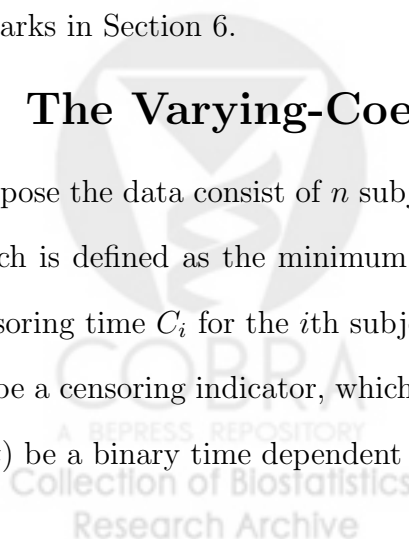 arks in Section 6.
The Varying-Coe
pose the data consist of n subj
ch is defined as the minimum
soring time C_i for the ith subje
be a censoring indicator, which
) be a binary time dependent
COBRA
A BEPRESS REPOSITORY
Collection of Biostatistics
Research Archive